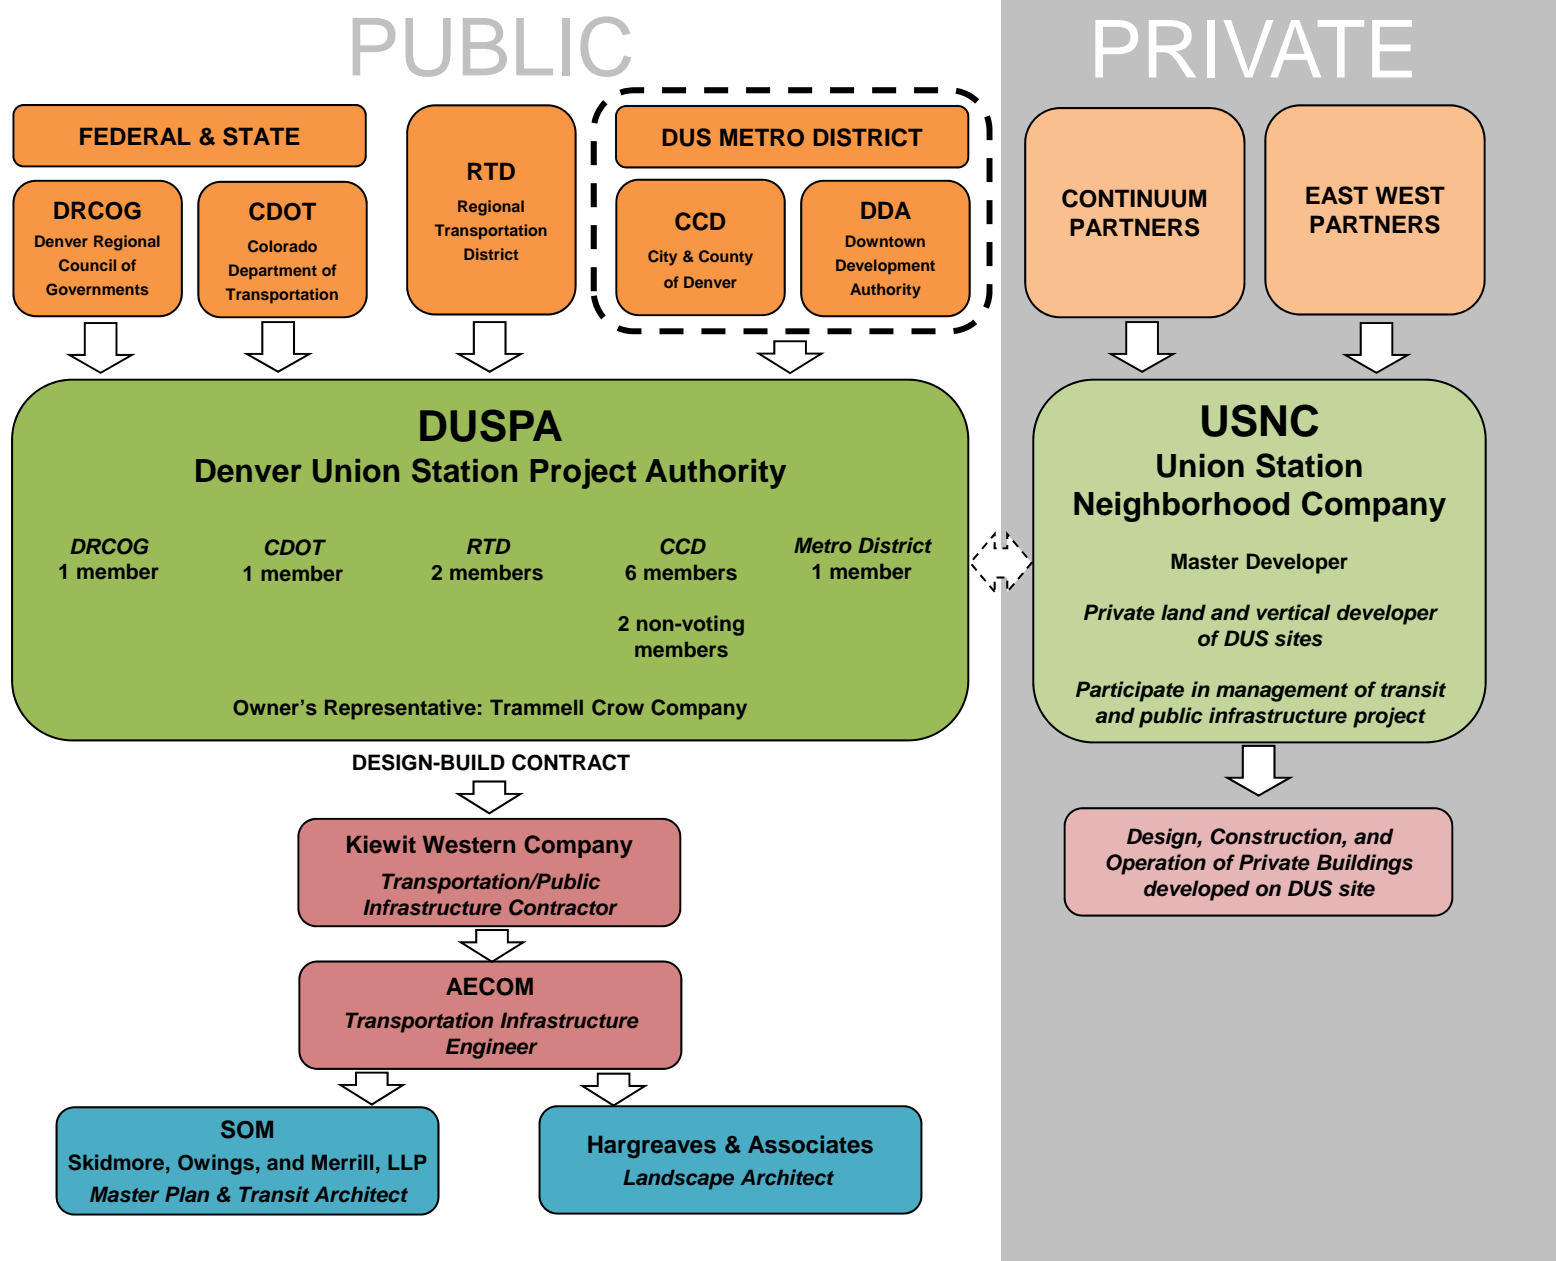 PUBLIC
PRIVATE
FEDERAL & STATE
DRCOG
Denver Regional
Council of
Governments
CDOT
Colorado
Department of
Transportation
RTD
Regional
Transportation
District
DUS METRO DISTRICT
CCD
City & County
of Denver
DDA
Downtown
Development
Authority
CONTINUUM
PARTNERS
EAST WEST
PARTNERS
DUSPA
Denver Union Station Project Authority
DRCOG
1 member
CDOT
1 member
RTD
2 members
CCD
6 members
2 non-voting
members
Metro District
1 member
Owner's Representative: Trammell Crow Company
USNC
Union Station
Neighborhood Company
Master Developer
Private land and vertical developer
of DUS sites
Participate in management of transit
and public infrastructure project
DESIGN-BUILD CONTRACT
Kiewit Western Company
Transportation/Public
Infrastructure Contractor
Design, Construction, and
Operation of Private Buildings
developed on DUS site
AECOM
Transportation Infrastructure
Engineer
SOM
Skidmore, Owings, and Merrill, LLP
Master Plan & Transit Architect
Hargreaves & Associates
Landscape Architect